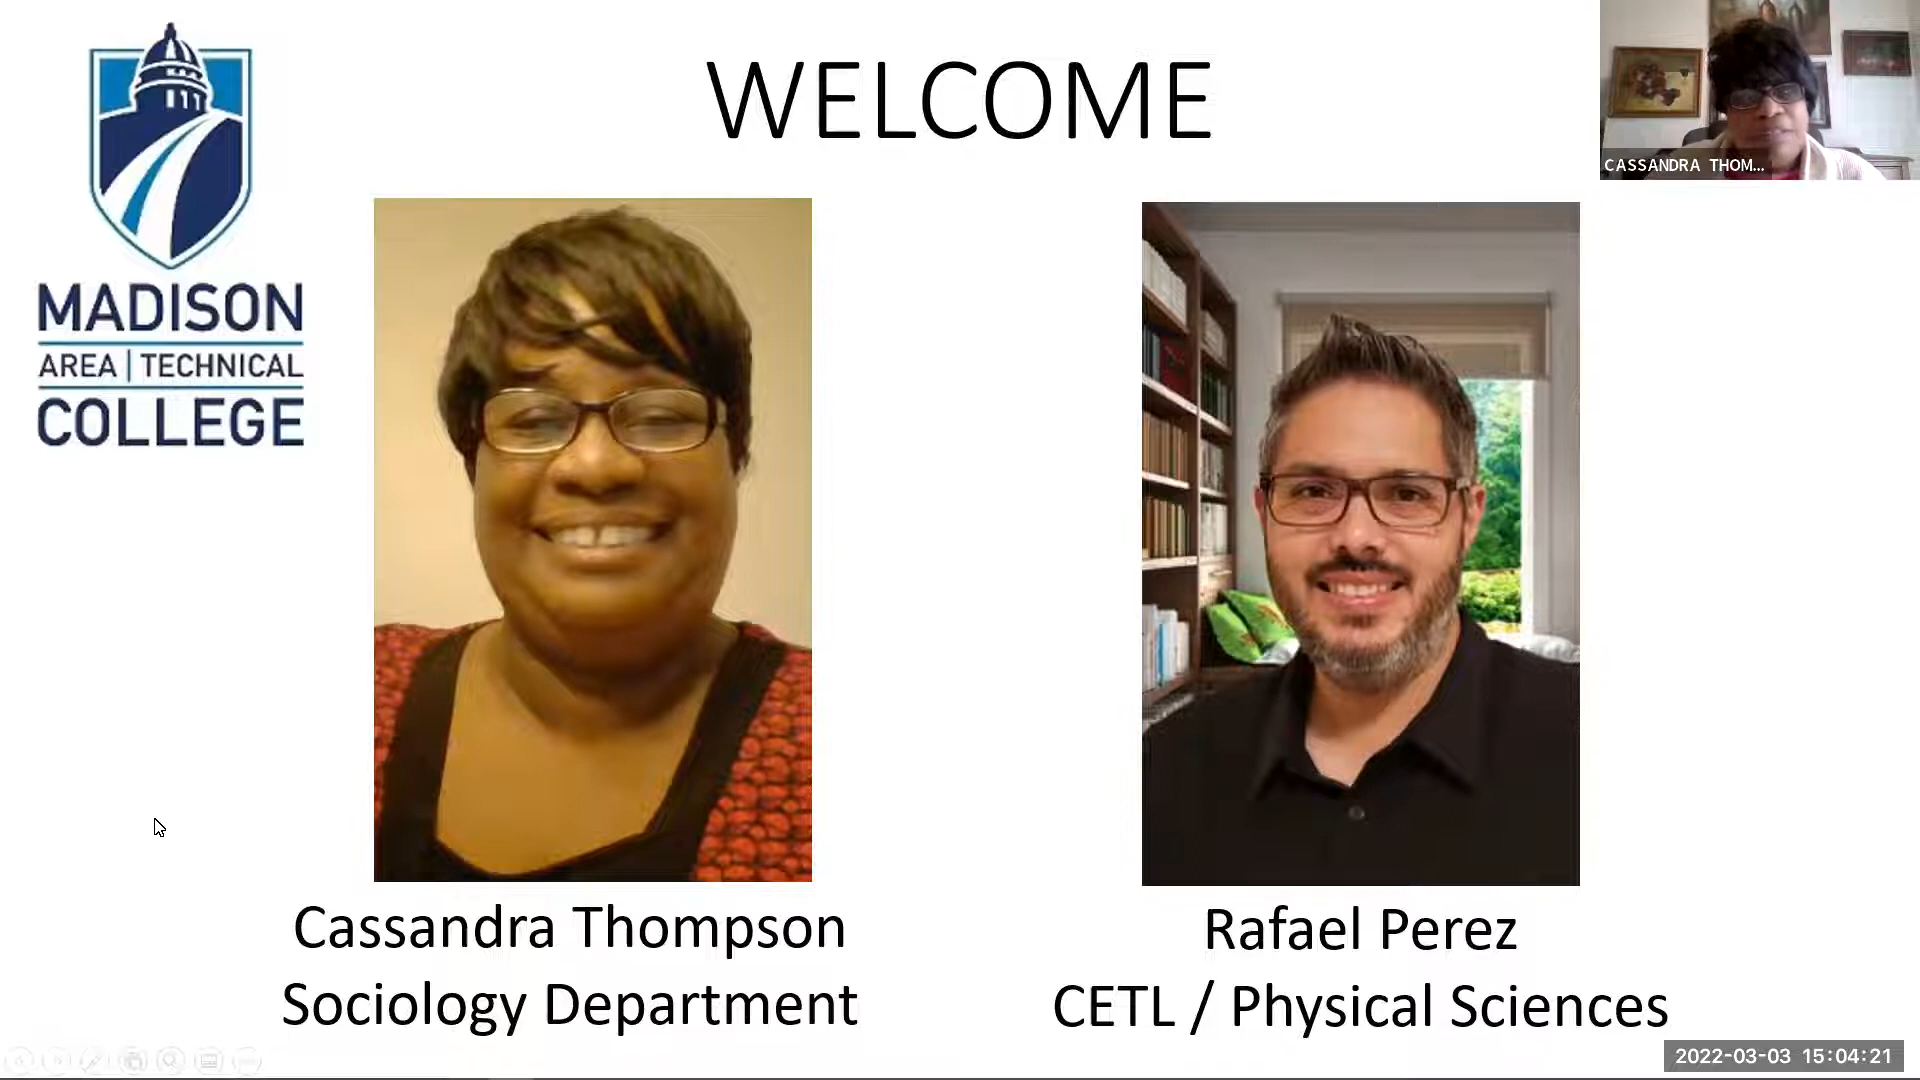 WELCOME
CASSANDRA THOM...
MADISON
AREA | TECHNICAL
COLLEGE
Cassandra Thompson
Sociology Department
Rafael Perez
CETL / Physical Sciences
2022-03-03 15:04:21